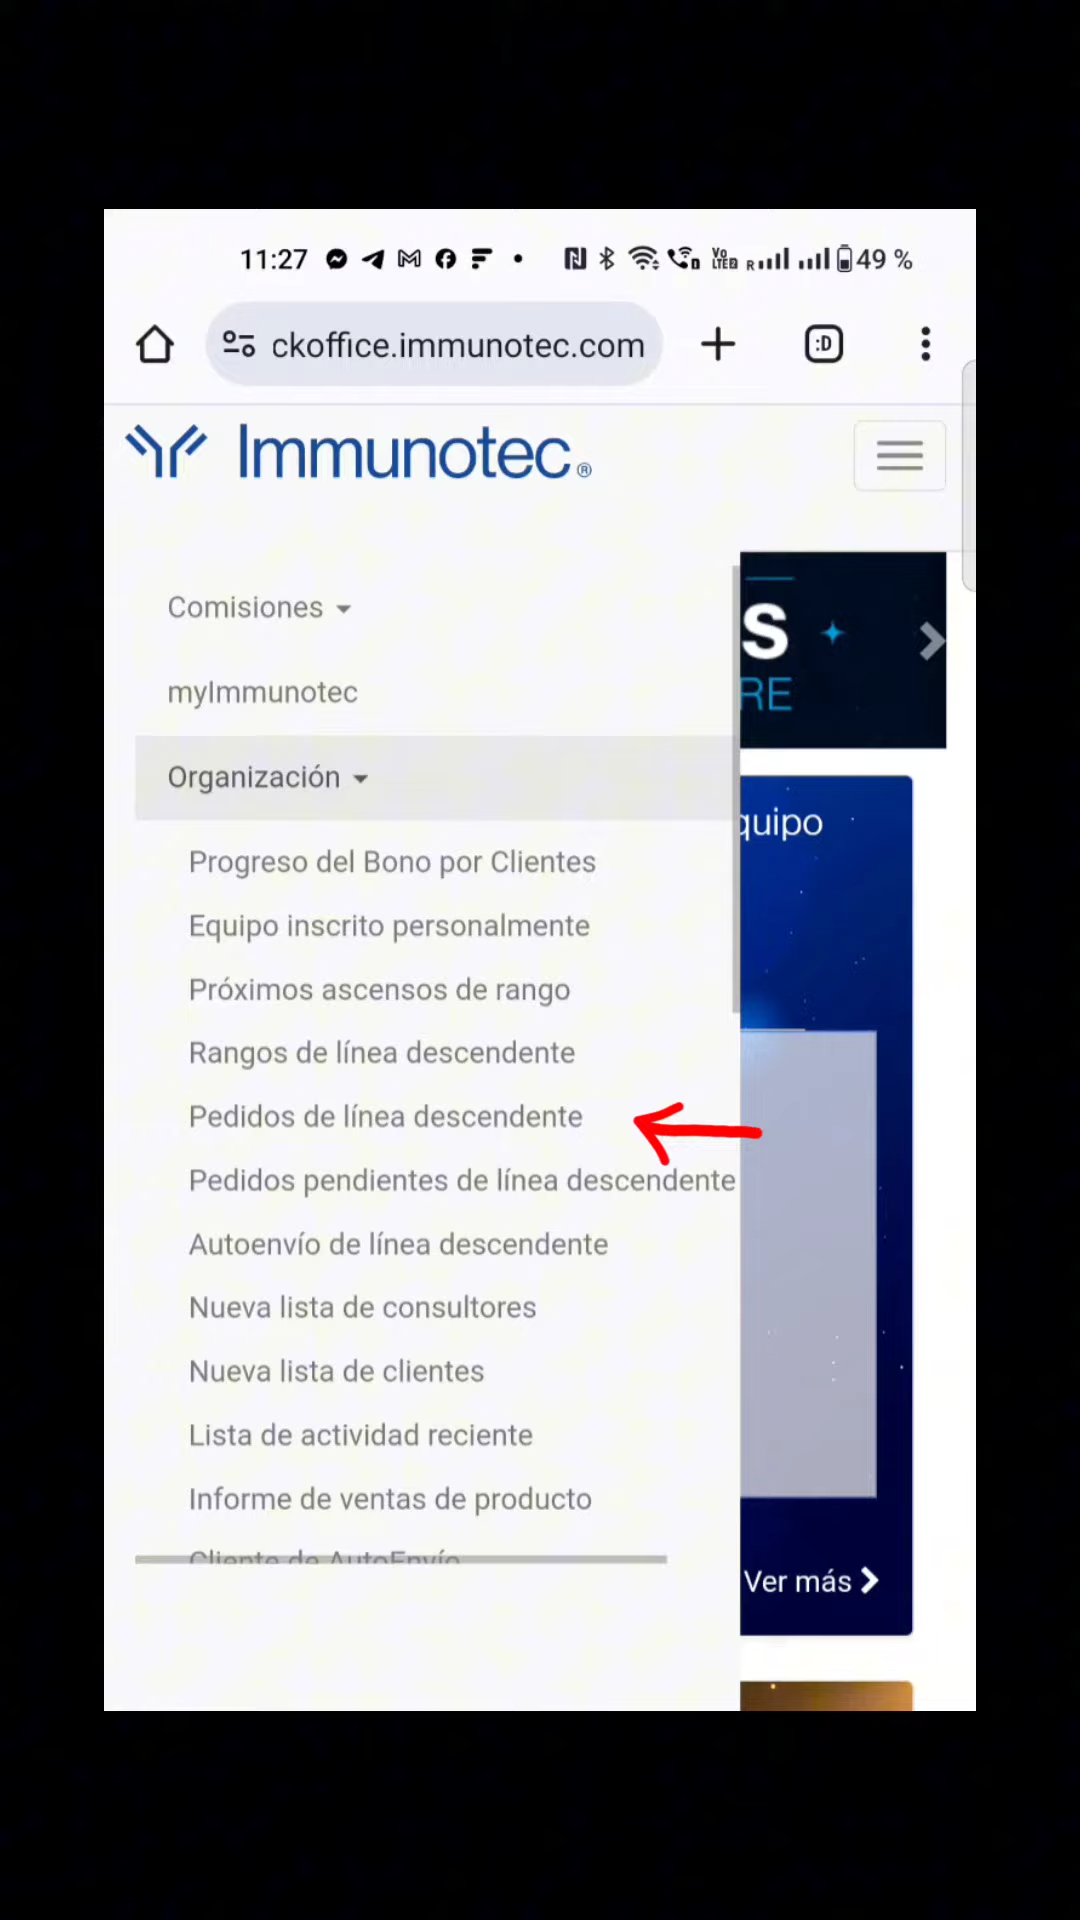 11:27 49 %
ckoffice.immunotec.com :D
Immunotec®
Comisiones
S
RE
myImmunotec
Organización
quipo
Progreso del Bono por Clientes
Equipo inscrito personalmente
Próximos ascensos de rango
Rangos de línea descendente
Pedidos de línea descendente
Pedidos pendientes de línea descendente
Autoenvío de línea descendente
Nueva lista de consultores
Nueva lista de clientes
Lista de actividad reciente
Informe de ventas de producto
Cliente de AutoEnvío
Ver más